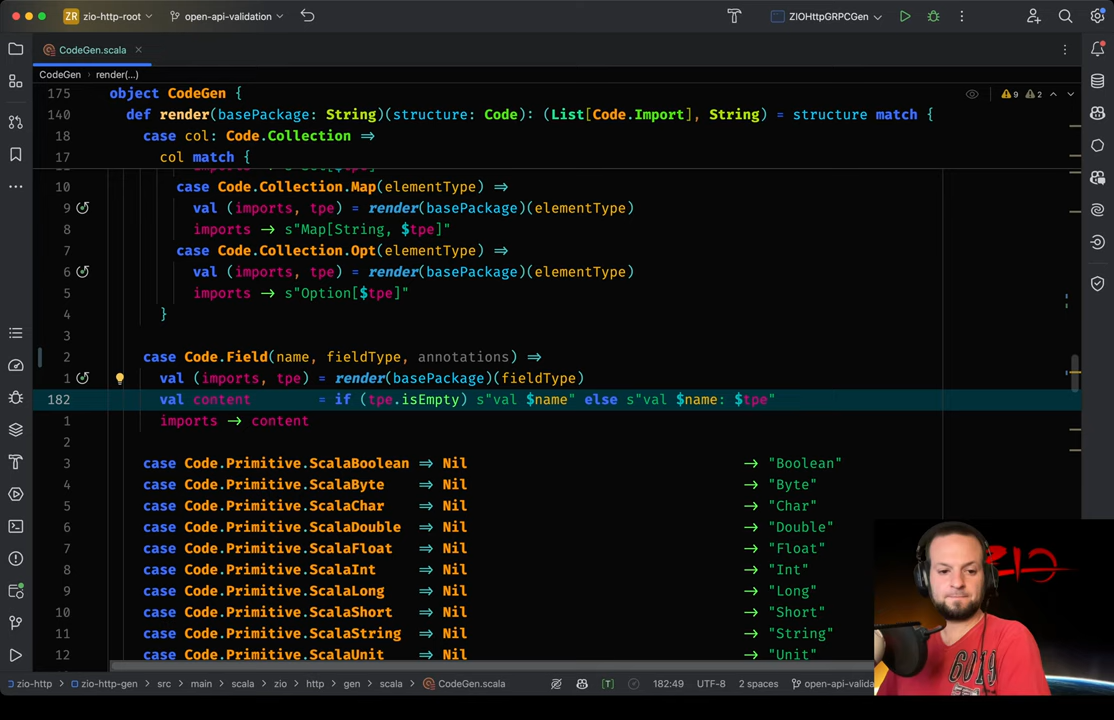 ZR zio-http-root open-api-validation ZIOHttpGRPCGen
CodeGen.scala
CodeGen render(...)
175 object CodeGen { 9 2
140 def render(basePackage: String)(structure: Code): (List[Code.Import], String) = structure match {
18 case col: Code.Collection ⇒
17 col match {
10 case Code.Collection.Map(elementType) ⇒
9 val (imports, tpe) = render(basePackage)(elementType)
8 imports → s"Map[String, $tpe]"
7 case Code.Collection.Opt(elementType) ⇒
6 val (imports, tpe) = render(basePackage)(elementType)
5 imports → s"Option[$tpe]"
4 }
3
2 case Code.Field(name, fieldType, annotations) ⇒
1 val (imports, tpe) = render(basePackage)(fieldType)
182 val content = if (tpe.isEmpty) s"val $name" else s"val $name: $tpe"
1 imports → content
2
3 case Code.Primitive.ScalaBoolean ⇒ Nil → "Boolean"
4 case Code.Primitive.ScalaByte ⇒ Nil → "Byte"
5 case Code.Primitive.ScalaChar ⇒ Nil → "Char"
6 case Code.Primitive.ScalaDouble ⇒ Nil → "Double"
7 case Code.Primitive.ScalaFloat ⇒ Nil → "Float"
8 case Code.Primitive.ScalaInt ⇒ Nil → "Int"
9 case Code.Primitive.ScalaLong ⇒ Nil → "Long"
10 case Code.Primitive.ScalaShort ⇒ Nil → "Short"
11 case Code.Primitive.ScalaString ⇒ Nil → "String"
12 case Code.Primitive.ScalaUnit ⇒ Nil → "Unit"
zio-http zio-http-gen src main scala zio http gen scala CodeGen.scala [T] 182:49 UTF-8 2 spaces open-api-valida